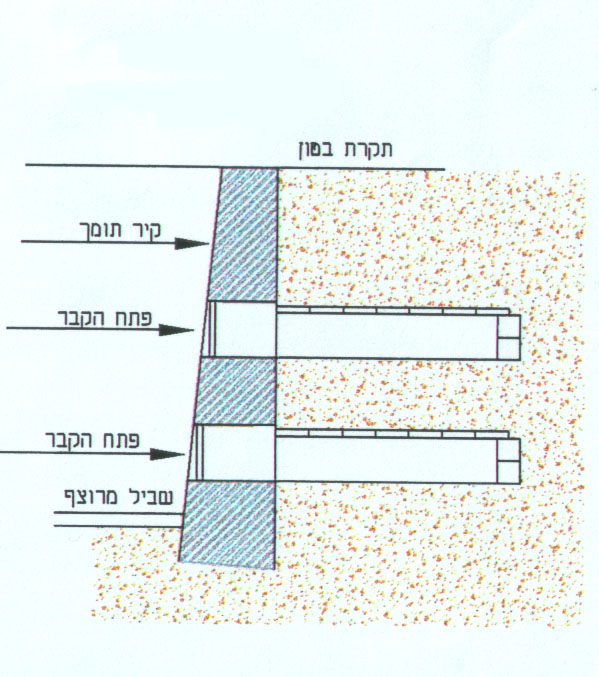 תקרת בטון
קיר תומך
פתח הקבר
פתח הקבר
שביל מרוצף